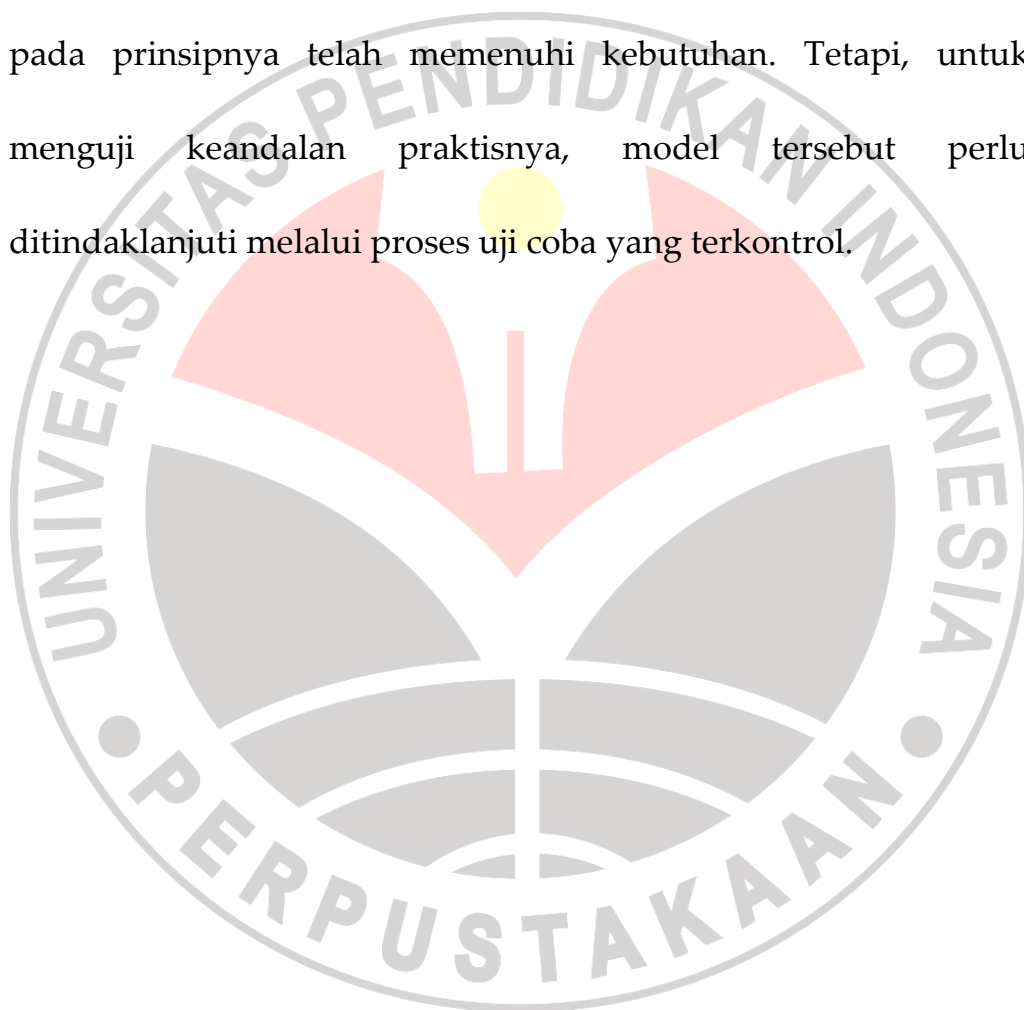 pada prinsipnya telah memenuhi kebutuhan. Tetapi, untuk
menguji keandalan praktisnya, model tersebut perlu
ditindaklanjuti melalui proses uji coba yang terkontrol.
UNIVERSITAS PENDIDIKAN INDONESIA
PERPUSTAKAAN